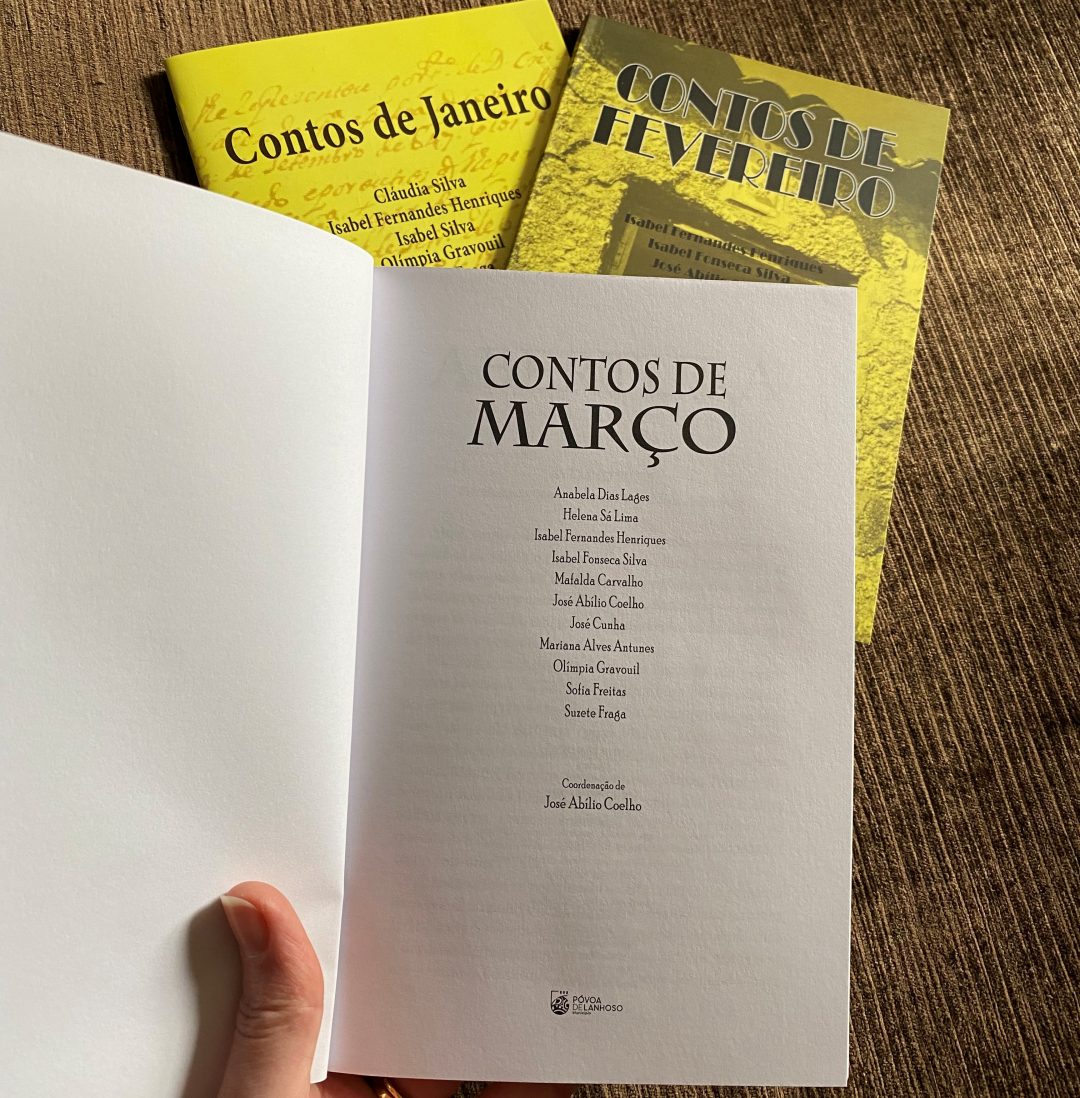 Contos de Janeiro
Cláudia Silva
Isabel Fernandes Henriques
Isabel Silva
Olímpia Gravouil
CONTOS DE
FEVEREIRO
Isabel Fernandes Henriques
Isabel Fonseca Silva
José Abílio
CONTOS DE
MARÇO
Anabela Dias Lages
Helena Sá Lima
Isabel Fernandes Henriques
Isabel Fonseca Silva
Mafalda Carvalho
José Abílio Coelho
José Cunha
Mariana Alves Antunes
Olímpia Gravouil
Sofia Freitas
Suzete Fraga
Coordenação de
José Abílio Coelho
PÓVOA
DE LANHOSO